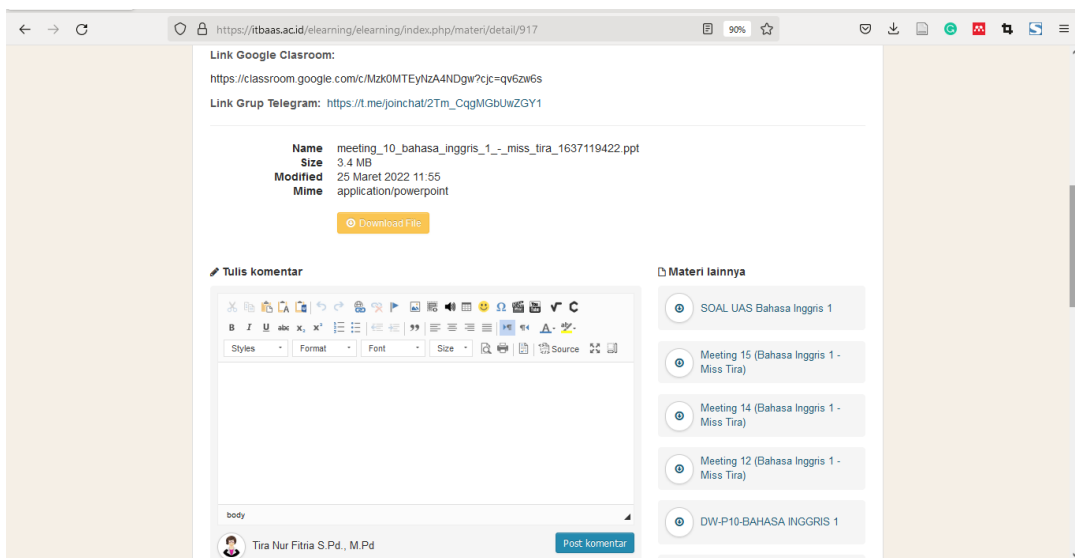 https://itbaas.ac.id/elearning/elearning/index.php/materi/detail/917
90%
Link Google Clasroom:
https://classroom.google.com/c/Mzk0MTEyNzA4NDgw?cjc=qv6zw6s
Link Grup Telegram: https://t.me/joinchat/2Tm_CqgMGbUwZGY1
Name meeting_10_bahasa_inggris_1_-_miss_tira_1637119422.ppt
Size 3.4 MB
Modified 25 Maret 2022 11:55
Mime application/powerpoint
Download File
Tulis komentar
B I U abc x₂ x²
Styles Format Font Size Source
body
Tira Nur Fitria S.Pd., M.Pd
Post komentar
Materi lainnya
SOAL UAS Bahasa Inggris 1
Meeting 15 (Bahasa Inggris 1 -
Miss Tira)
Meeting 14 (Bahasa Inggris 1 -
Miss Tira)
Meeting 12 (Bahasa Inggris 1 -
Miss Tira)
DW-P10-BAHASA INGGRIS 1